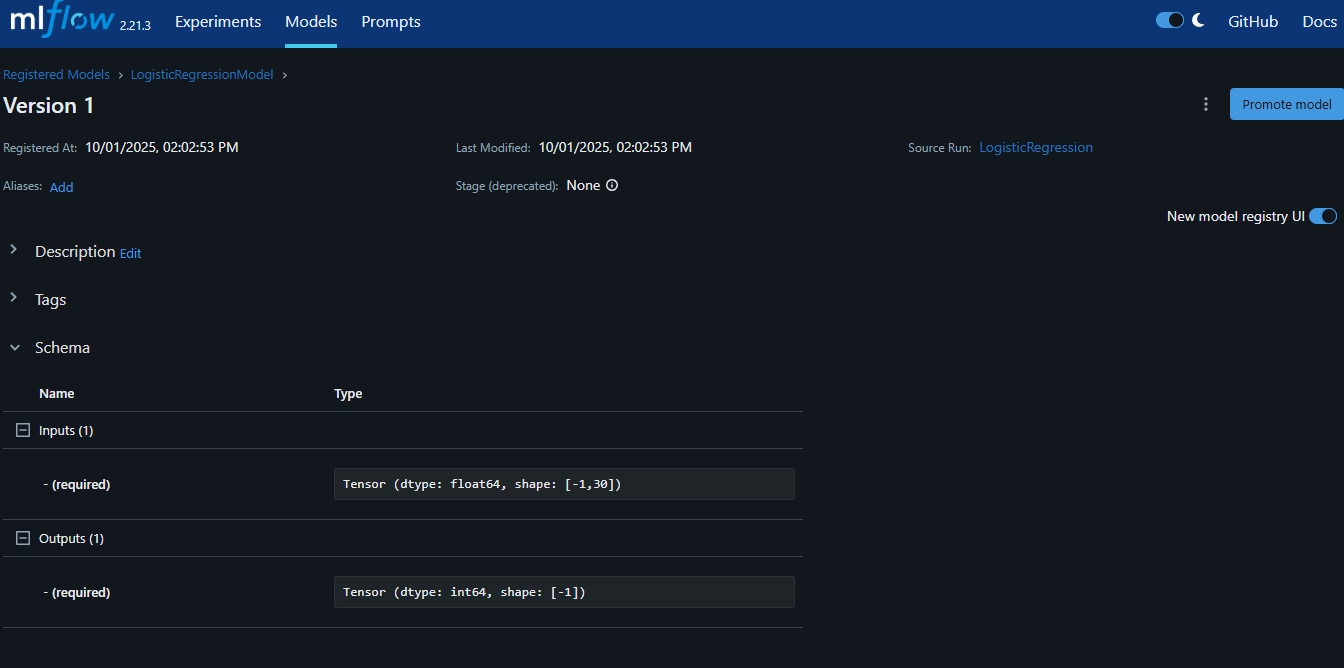 mlflow 2.21.3 Experiments Models Prompts GitHub Docs
Registered Models › LogisticRegressionModel ›
Version 1 Promote model
Registered At: 10/01/2025, 02:02:53 PM Last Modified: 10/01/2025, 02:02:53 PM Source Run: LogisticRegression
Aliases: Add Stage (deprecated): None
New model registry UI
Description Edit
Tags
Schema
Name Type
Inputs (1)
- (required) Tensor (dtype: float64, shape: [-1,30])
Outputs (1)
- (required) Tensor (dtype: int64, shape: [-1])